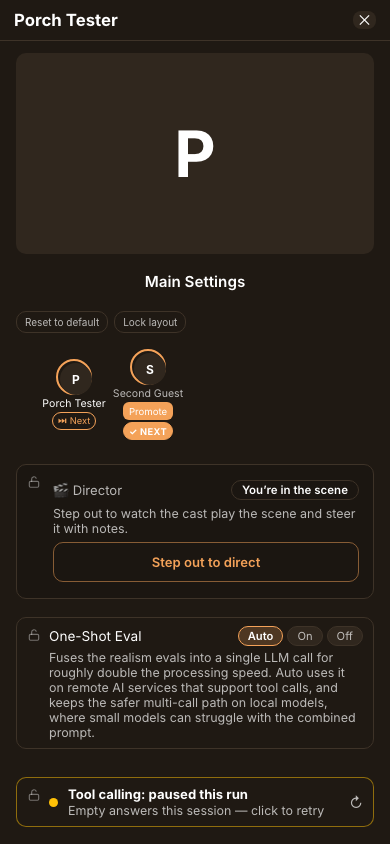 Porch Tester
P
Main Settings
Reset to default
Lock layout
P
S
Porch Tester
Second Guest
⏭ Next
Promote
✓ NEXT
🎬 Director
You're in the scene
Step out to watch the cast play the scene and steer
it with notes.
Step out to direct
One-Shot Eval
Auto
On
Off
Fuses the realism evals into a single LLM call for
roughly double the processing speed. Auto uses it
on remote AI services that support tool calls, and
keeps the safer multi-call path on local models,
where small models can struggle with the combined
prompt.
Tool calling: paused this run
Empty answers this session — click to retry